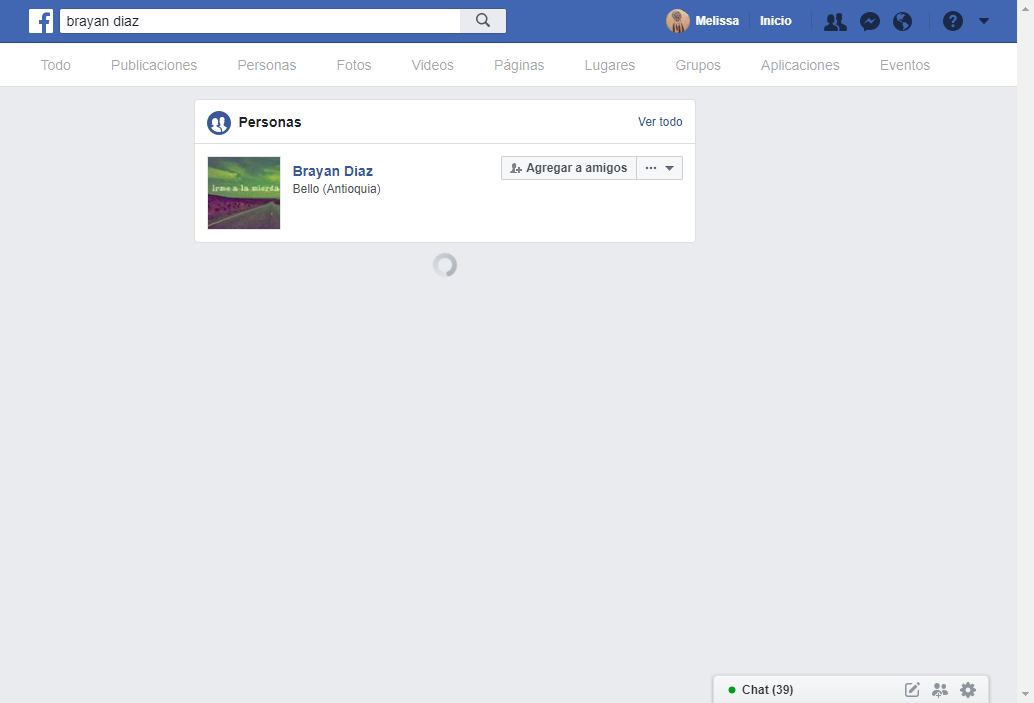 brayan diaz
Melissa
Inicio
Todo
Publicaciones
Personas
Fotos
Videos
Páginas
Lugares
Grupos
Aplicaciones
Eventos
Personas
Ver todo
irme a la mierda
Brayan Diaz
Bello (Antioquia)
Agregar a amigos
Chat (39)